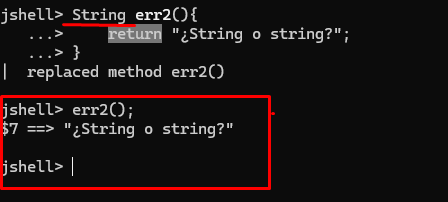 jshell> String err2(){
...> return "¿String o string?";
...> }
| replaced method err2()
jshell> err2();
$7 ==> "¿String o string?"
jshell>